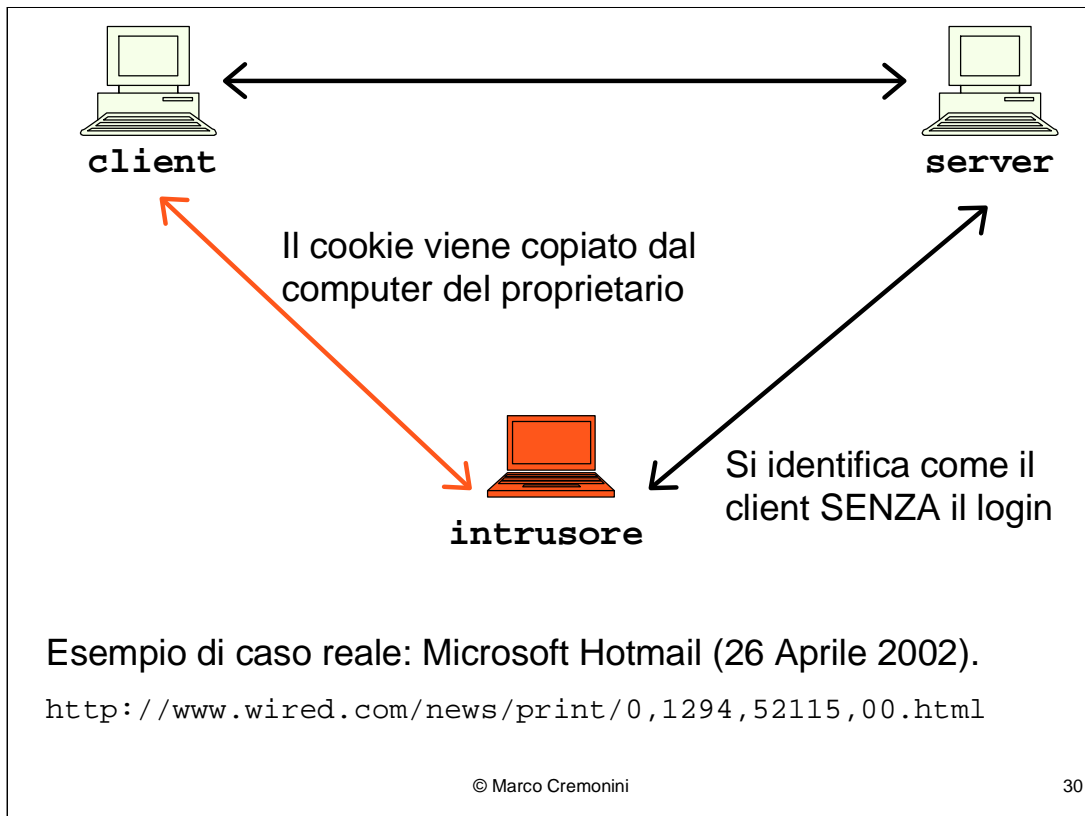 client
server
Il cookie viene copiato dal
computer del proprietario
Si identifica come il
client SENZA il login
intrusore
Esempio di caso reale: Microsoft Hotmail (26 Aprile 2002).
http://www.wired.com/news/print/0,1294,52115,00.html
© Marco Cremonini
30